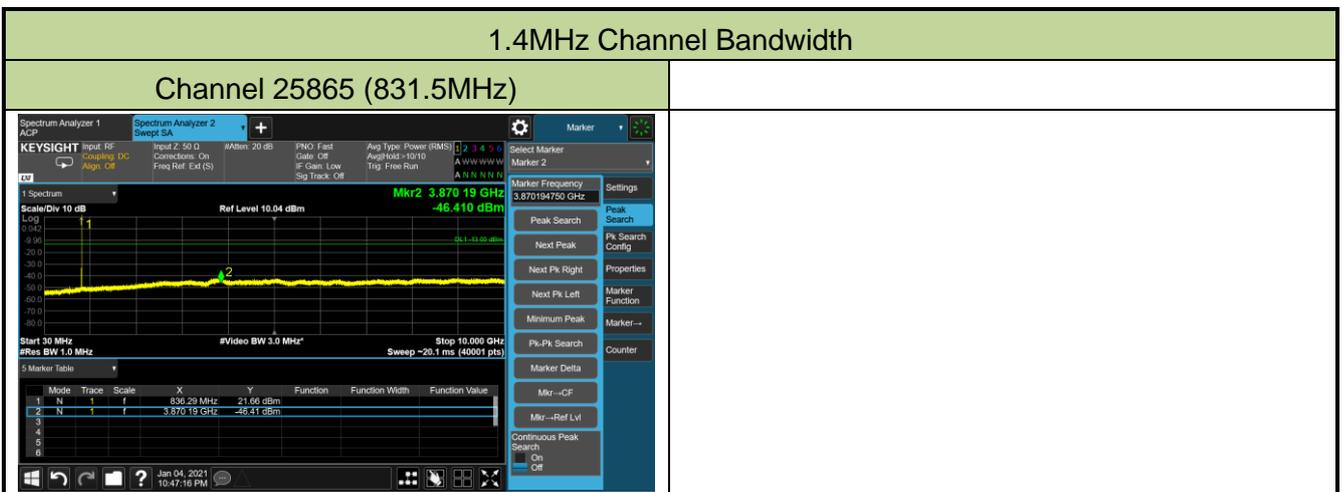 1.4MHz Channel Bandwidth
Channel 25865 (831.5MHz)
Spectrum Analyzer 1
ACP
Spectrum Analyzer 2
Swept SA
Marker
KEYSIGHT
Input: RF
Coupling: DC
Align: Off
Input Z: 50 Ω
Corrections: On
Freq Ref: Ext (S)
#Atten: 20 dB
PNO: Fast
Gate: Off
IF Gain: Low
Sig Track: Off
Avg Type: Power (RMS)
Avg|Hold:>10/10
Trig: Free Run
1 2 3 4 5 6
A W W W W W
A N N N N N
LXI
Select Marker
Marker 2
1 Spectrum
Mkr2 3.870 19 GHz
-46.410 dBm
Scale/Div 10 dB
Ref Level 10.04 dBm
Log
0.042
-9.96
-20.0
-30.0
-40.0
-50.0
-60.0
-70.0
-80.0
1
DL1 -13.00 dBm
2
Start 30 MHz
#Video BW 3.0 MHz*
Stop 10.000 GHz
#Res BW 1.0 MHz
Sweep ~20.1 ms (40001 pts)
Marker Frequency
3.870194750 GHz
Peak Search
Next Peak
Next Pk Right
Next Pk Left
Minimum Peak
Pk-Pk Search
Marker Delta
Mkr→CF
Mkr→Ref Lvl
Continuous Peak
Search
On
Off
Settings
Peak
Search
Pk Search
Config
Properties
Marker
Function
Marker→
Counter
5 Marker Table
Mode Trace Scale X Y Function Function Width Function Value
1 N 1 f 836.29 MHz 21.66 dBm
2 N 1 f 3.870 19 GHz -46.41 dBm
3
4
5
6
?
Jan 04, 2021
10:47:16 PM